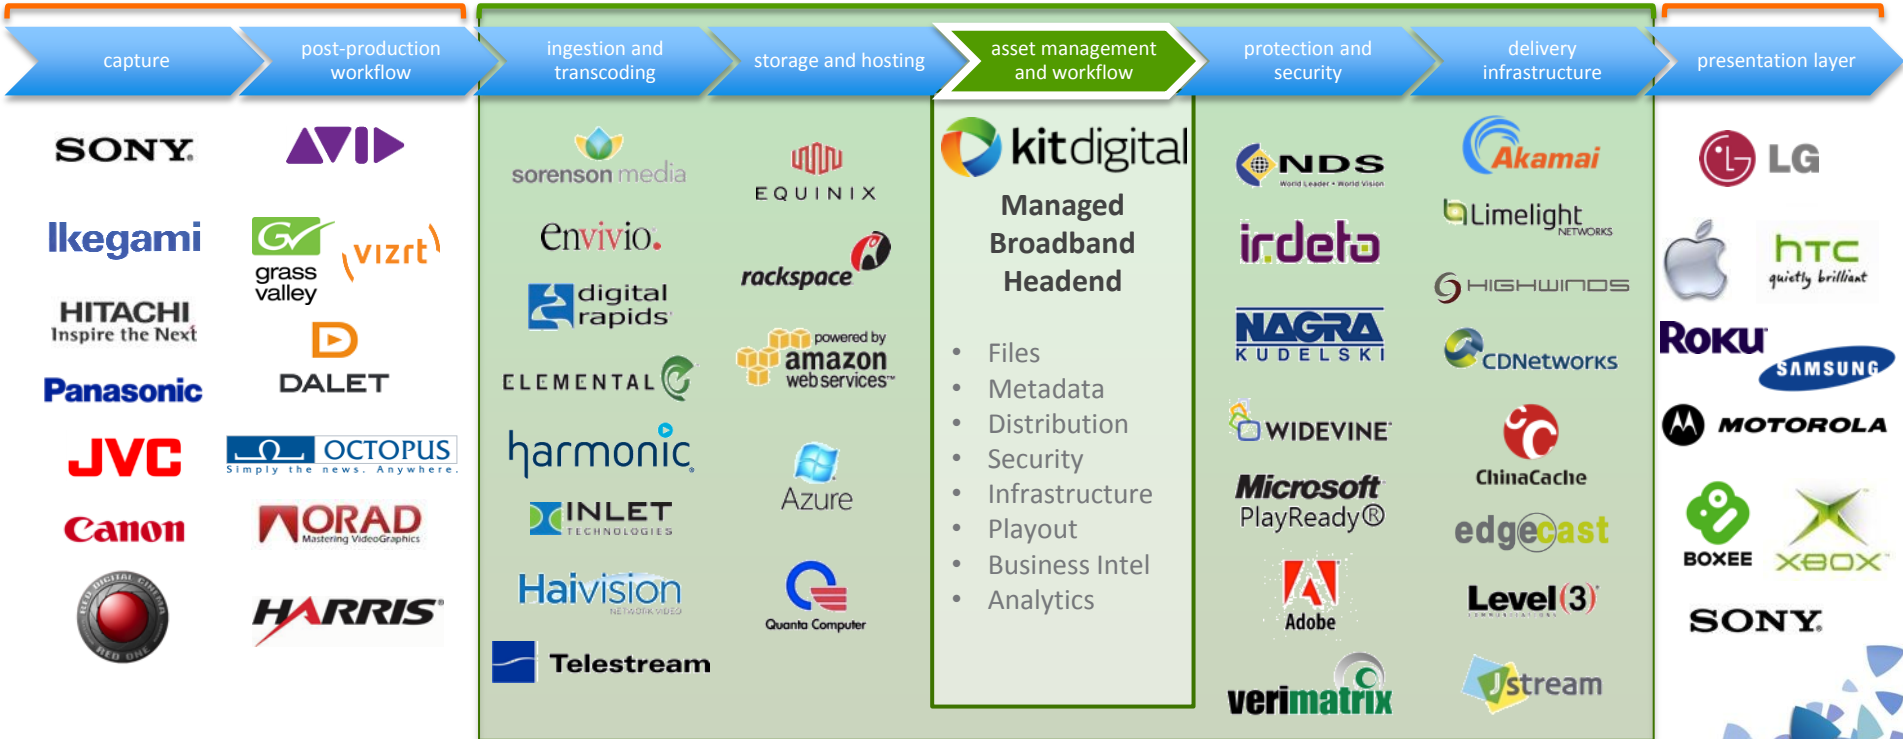 capture
post-production
workflow
ingestion and
transcoding
storage and hosting
asset management
and workflow
protection and
security
delivery
infrastructure
presentation layer
SONY
Ikegami
HITACHI
Inspire the Next
Panasonic
JVC
Canon
RED DIGITAL CINEMA
RED ONE
AVID
GV
grass
valley
vizrt
D
DALET
OCTOPUS
Simply the news. Anywhere.
ORAD
Mastering VideoGraphics
HARRIS
sorenson media
envivio.
digital
rapids
ELEMENTAL
harmonic
INLET
TECHNOLOGIES
Haivision
NETWORK VIDEO
Telestream
EQUINIX
rackspace
powered by
amazon
web services™
Azure
Quanta Computer
kitdigital
Managed
Broadband
Headend
• Files
• Metadata
• Distribution
• Security
• Infrastructure
• Playout
• Business Intel
• Analytics
NDS
World Leader • World Vision
irdeto
NAGRA
KUDELSKI
WIDEVINE
Microsoft
PlayReady®
Adobe
verimatrix
Akamai
Limelight
NETWORKS
HIGHWINDS
CDNetworks
ChinaCache
edgecast
Level(3)
COMMUNICATIONS
Jstream
LG
hTC
quietly brilliant
ROKU
SAMSUNG
MOTOROLA
BOXEE
XBOX
SONY